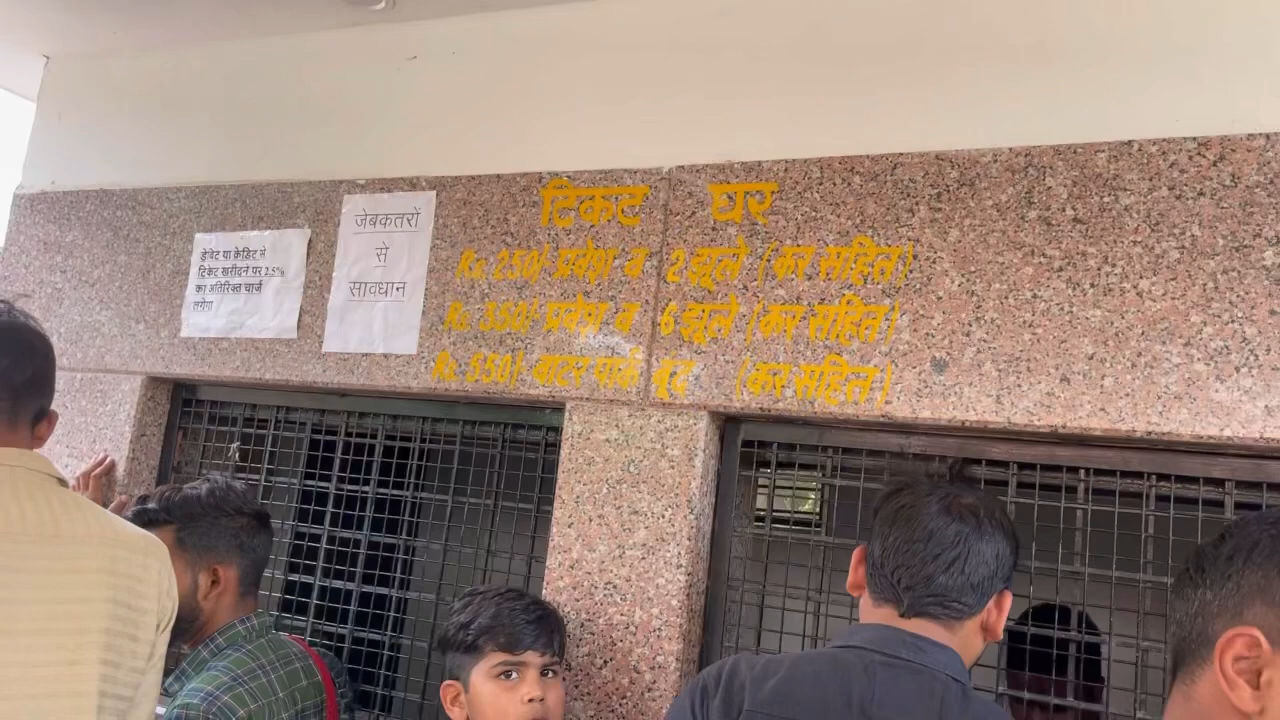 डेबिट या क्रेडिट से
टिकट खरीदने पर 2.5%
का अतिरिक्त चार्ज
लगेगा
जेबकतरों
से
सावधान
टिकट घर
Rs. 250/- प्रवेश व 2 झूले (कर सहित)
Rs. 350/- प्रवेश व 6 झूले (कर सहित)
Rs. 550/- वाटर पार्क बूंद (कर सहित)